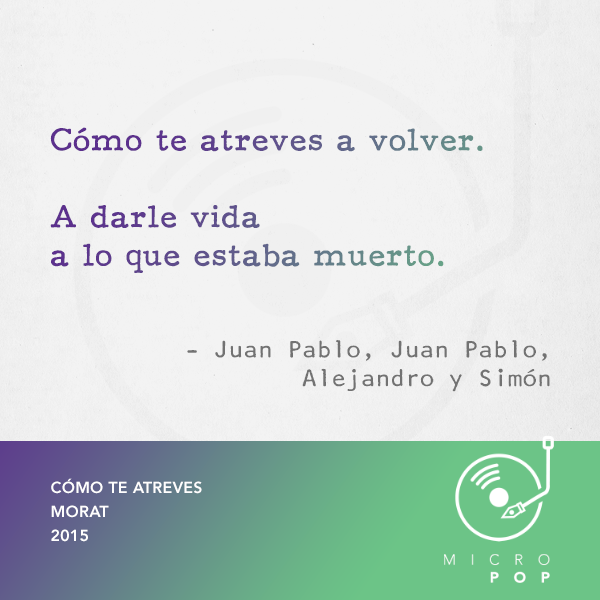 Cómo te atreves a volver.
A darle vida
a lo que estaba muerto.
– Juan Pablo, Juan Pablo,
Alejandro y Simón
CÓMO TE ATREVES
MORAT
2015
MICRO
POP